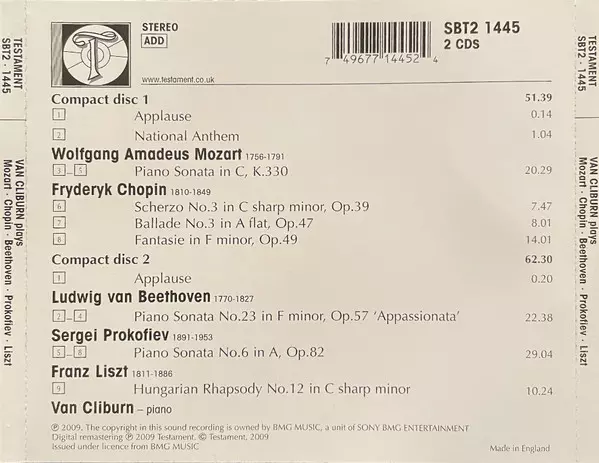 TESTAMENT
SBT2 · 1445
VAN CLIBURN plays
Mozart · Chopin · Beethoven · Prokofiev · Liszt
T
STEREO
ADD
www.testament.co.uk
7 49677 14452 4
SBT2 1445
2 CDS
Compact disc 1 51.39
1 Applause 0.14
2 National Anthem 1.04
Wolfgang Amadeus Mozart 1756-1791
3–5 Piano Sonata in C, K.330 20.29
Fryderyk Chopin 1810-1849
6 Scherzo No.3 in C sharp minor, Op.39 7.47
7 Ballade No.3 in A flat, Op.47 8.01
8 Fantasie in F minor, Op.49 14.01
Compact disc 2 62.30
1 Applause 0.20
Ludwig van Beethoven 1770-1827
2–4 Piano Sonata No.23 in F minor, Op.57 ‘Appassionata’ 22.38
Sergei Prokofiev 1891-1953
5–8 Piano Sonata No.6 in A, Op.82 29.04
Franz Liszt 1811-1886
9 Hungarian Rhapsody No.12 in C sharp minor 10.24
Van Cliburn – piano
℗ 2009. The copyright in this sound recording is owned by BMG MUSIC, a unit of SONY BMG ENTERTAINMENT
Digital remastering ℗ 2009 Testament. © Testament, 2009
Issued under licence from BMG MUSIC
Made in England
TESTAMENT
SBT2 · 1445
VAN CLIBURN plays
Mozart · Chopin · Beethoven · Prokofiev · Liszt